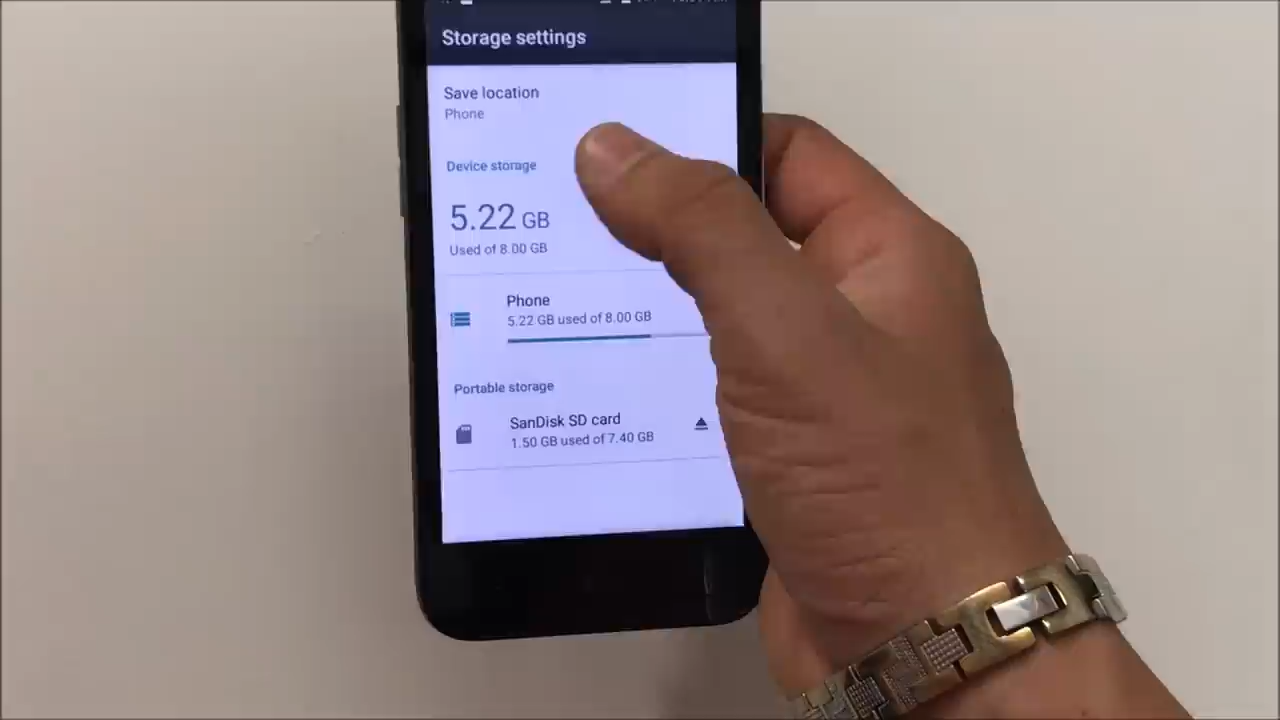 Storage settings
Save location
Phone
Device storage
5.22 GB
Used of 8.00 GB
Phone
5.22 GB used of 8.00 GB
Portable storage
SanDisk SD card
1.50 GB used of 7.40 GB